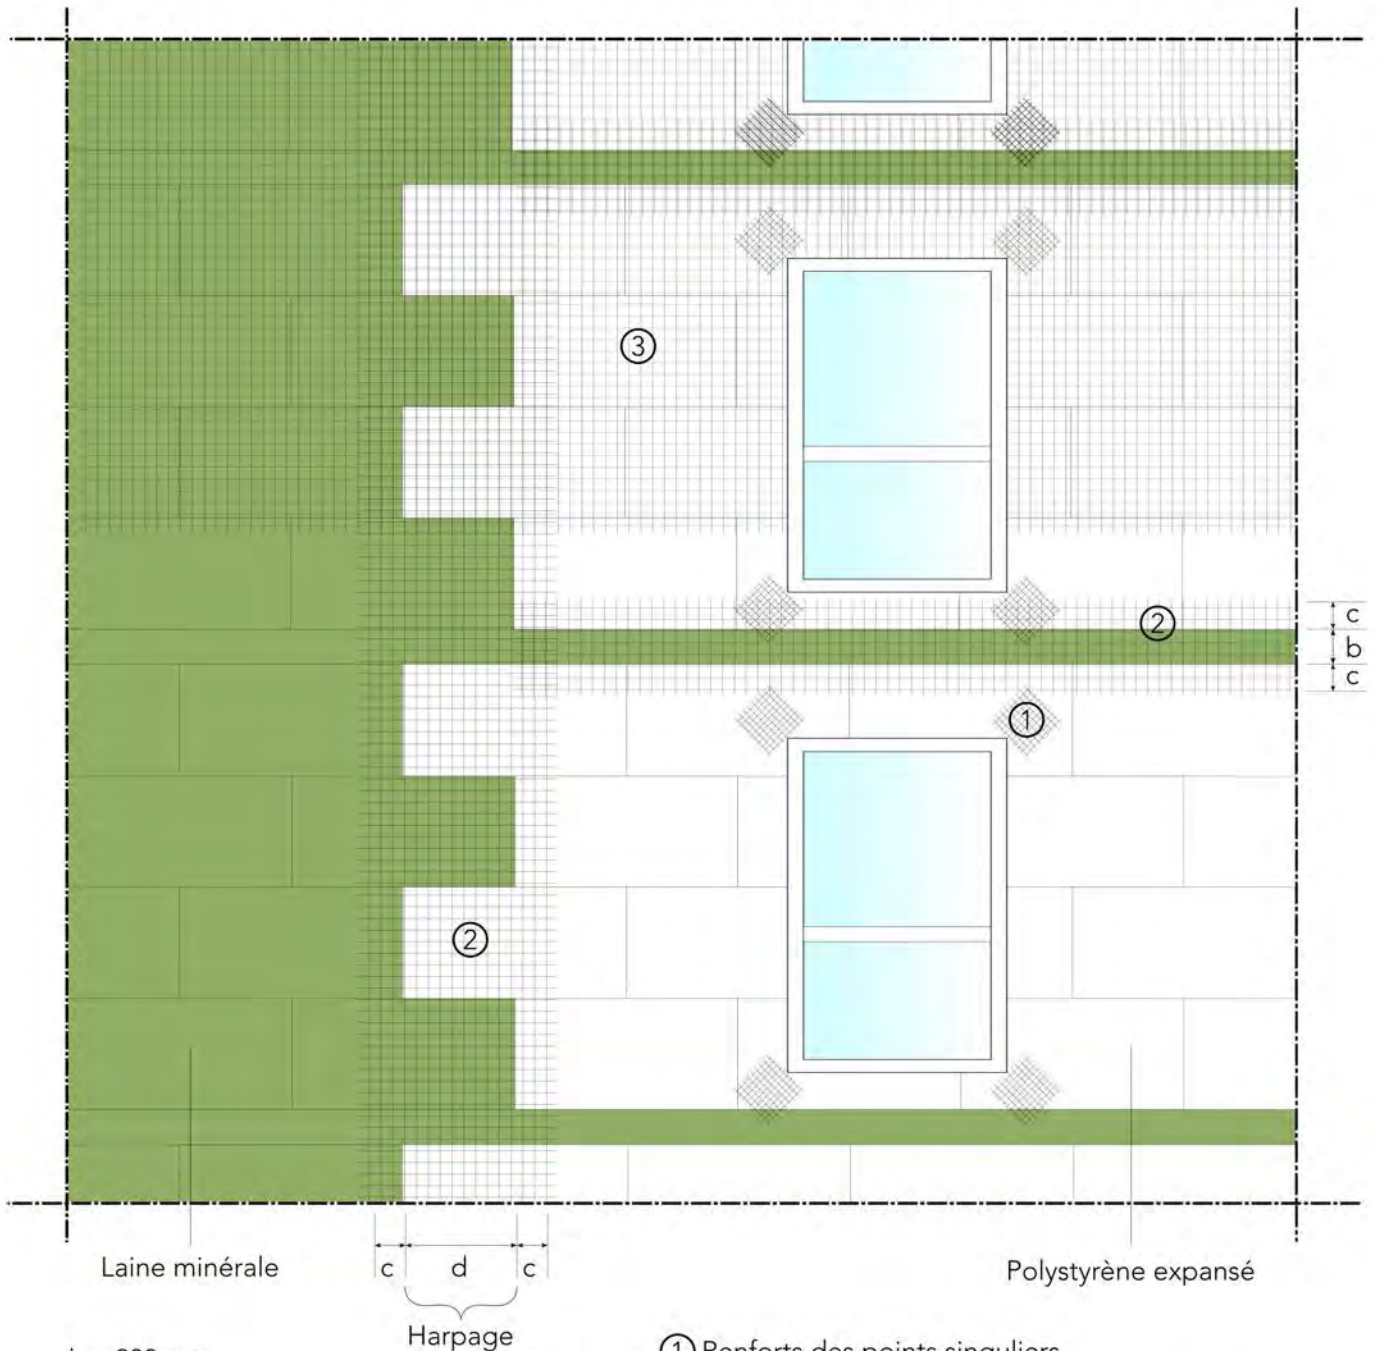 ③
② c
b
c
①
②
Laine minérale c d c Polystyrène expansé
Harpage
① Renforts des points singuliers